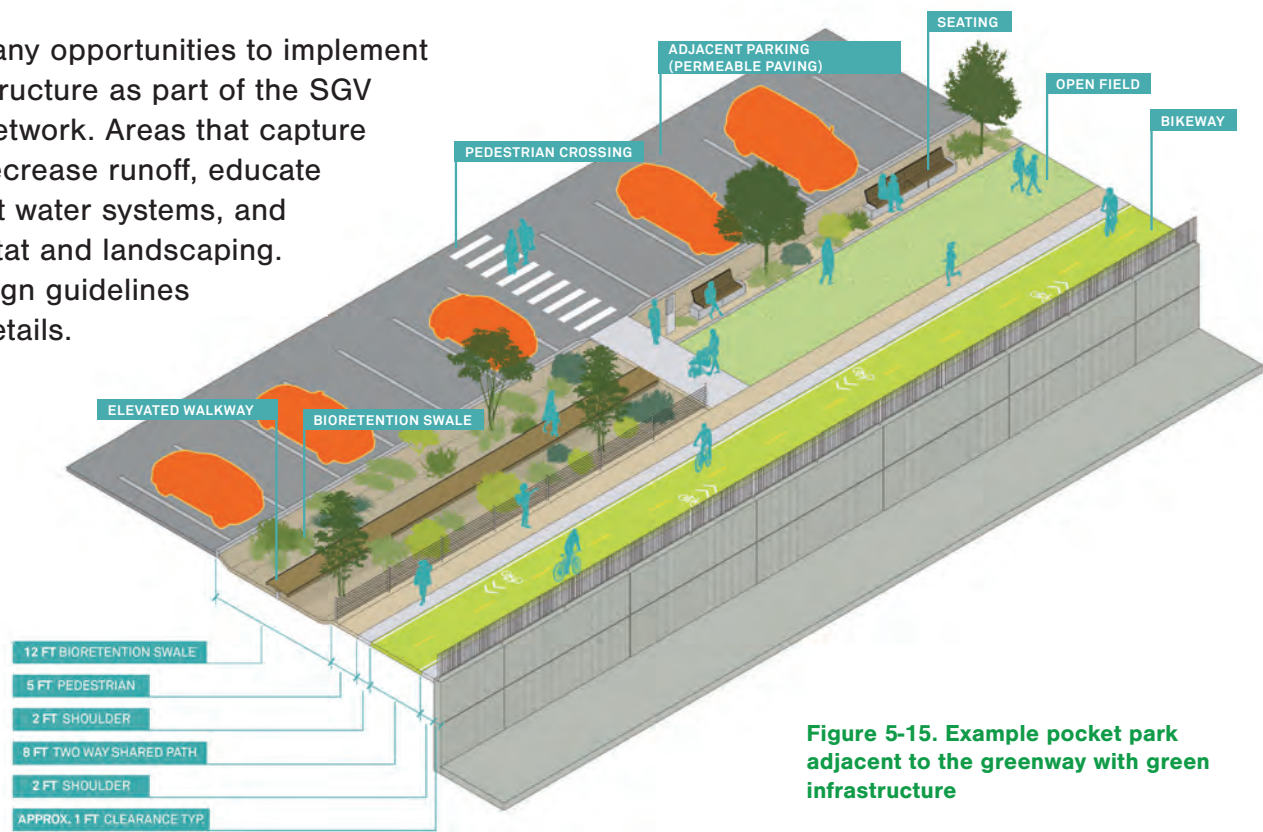 any opportunities to implement
ructure as part of the SGV
etwork. Areas that capture
ecrease runoff, educate
t water systems, and
tat and landscaping.
ign guidelines
etails.
SEATING
ADJACENT PARKING
(PERMEABLE PAVING)
OPEN FIELD
BIKEWAY
PEDESTRIAN CROSSING
ELEVATED WALKWAY
BIORETENTION SWALE
12 FT BIORETENTION SWALE
5 FT PEDESTRIAN
2 FT SHOULDER
8 FT TWO WAY SHARED PATH
2 FT SHOULDER
APPROX. 1 FT CLEARANCE TYP.
Figure 5-15. Example pocket park
adjacent to the greenway with green
infrastructure